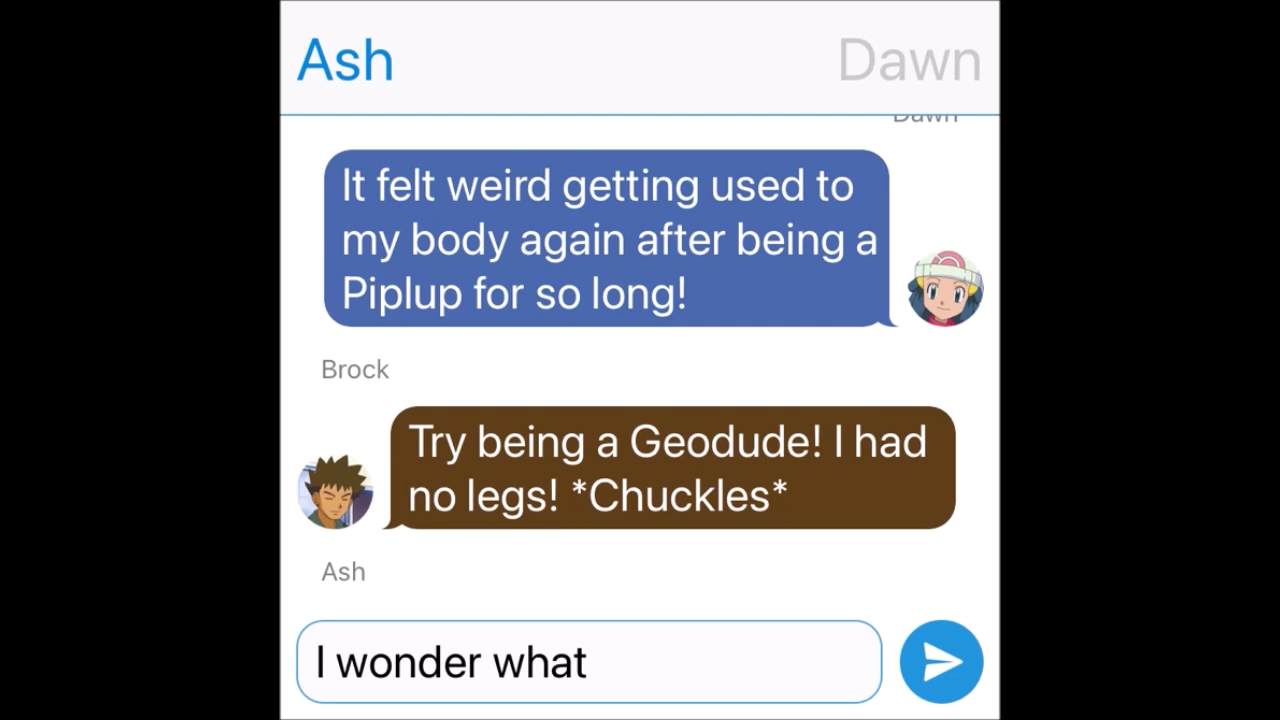 Ash
Dawn
Dawn
It felt weird getting used to
my body again after being a
Piplup for so long!
Brock
Try being a Geodude! I had
no legs! *Chuckles*
Ash
I wonder what